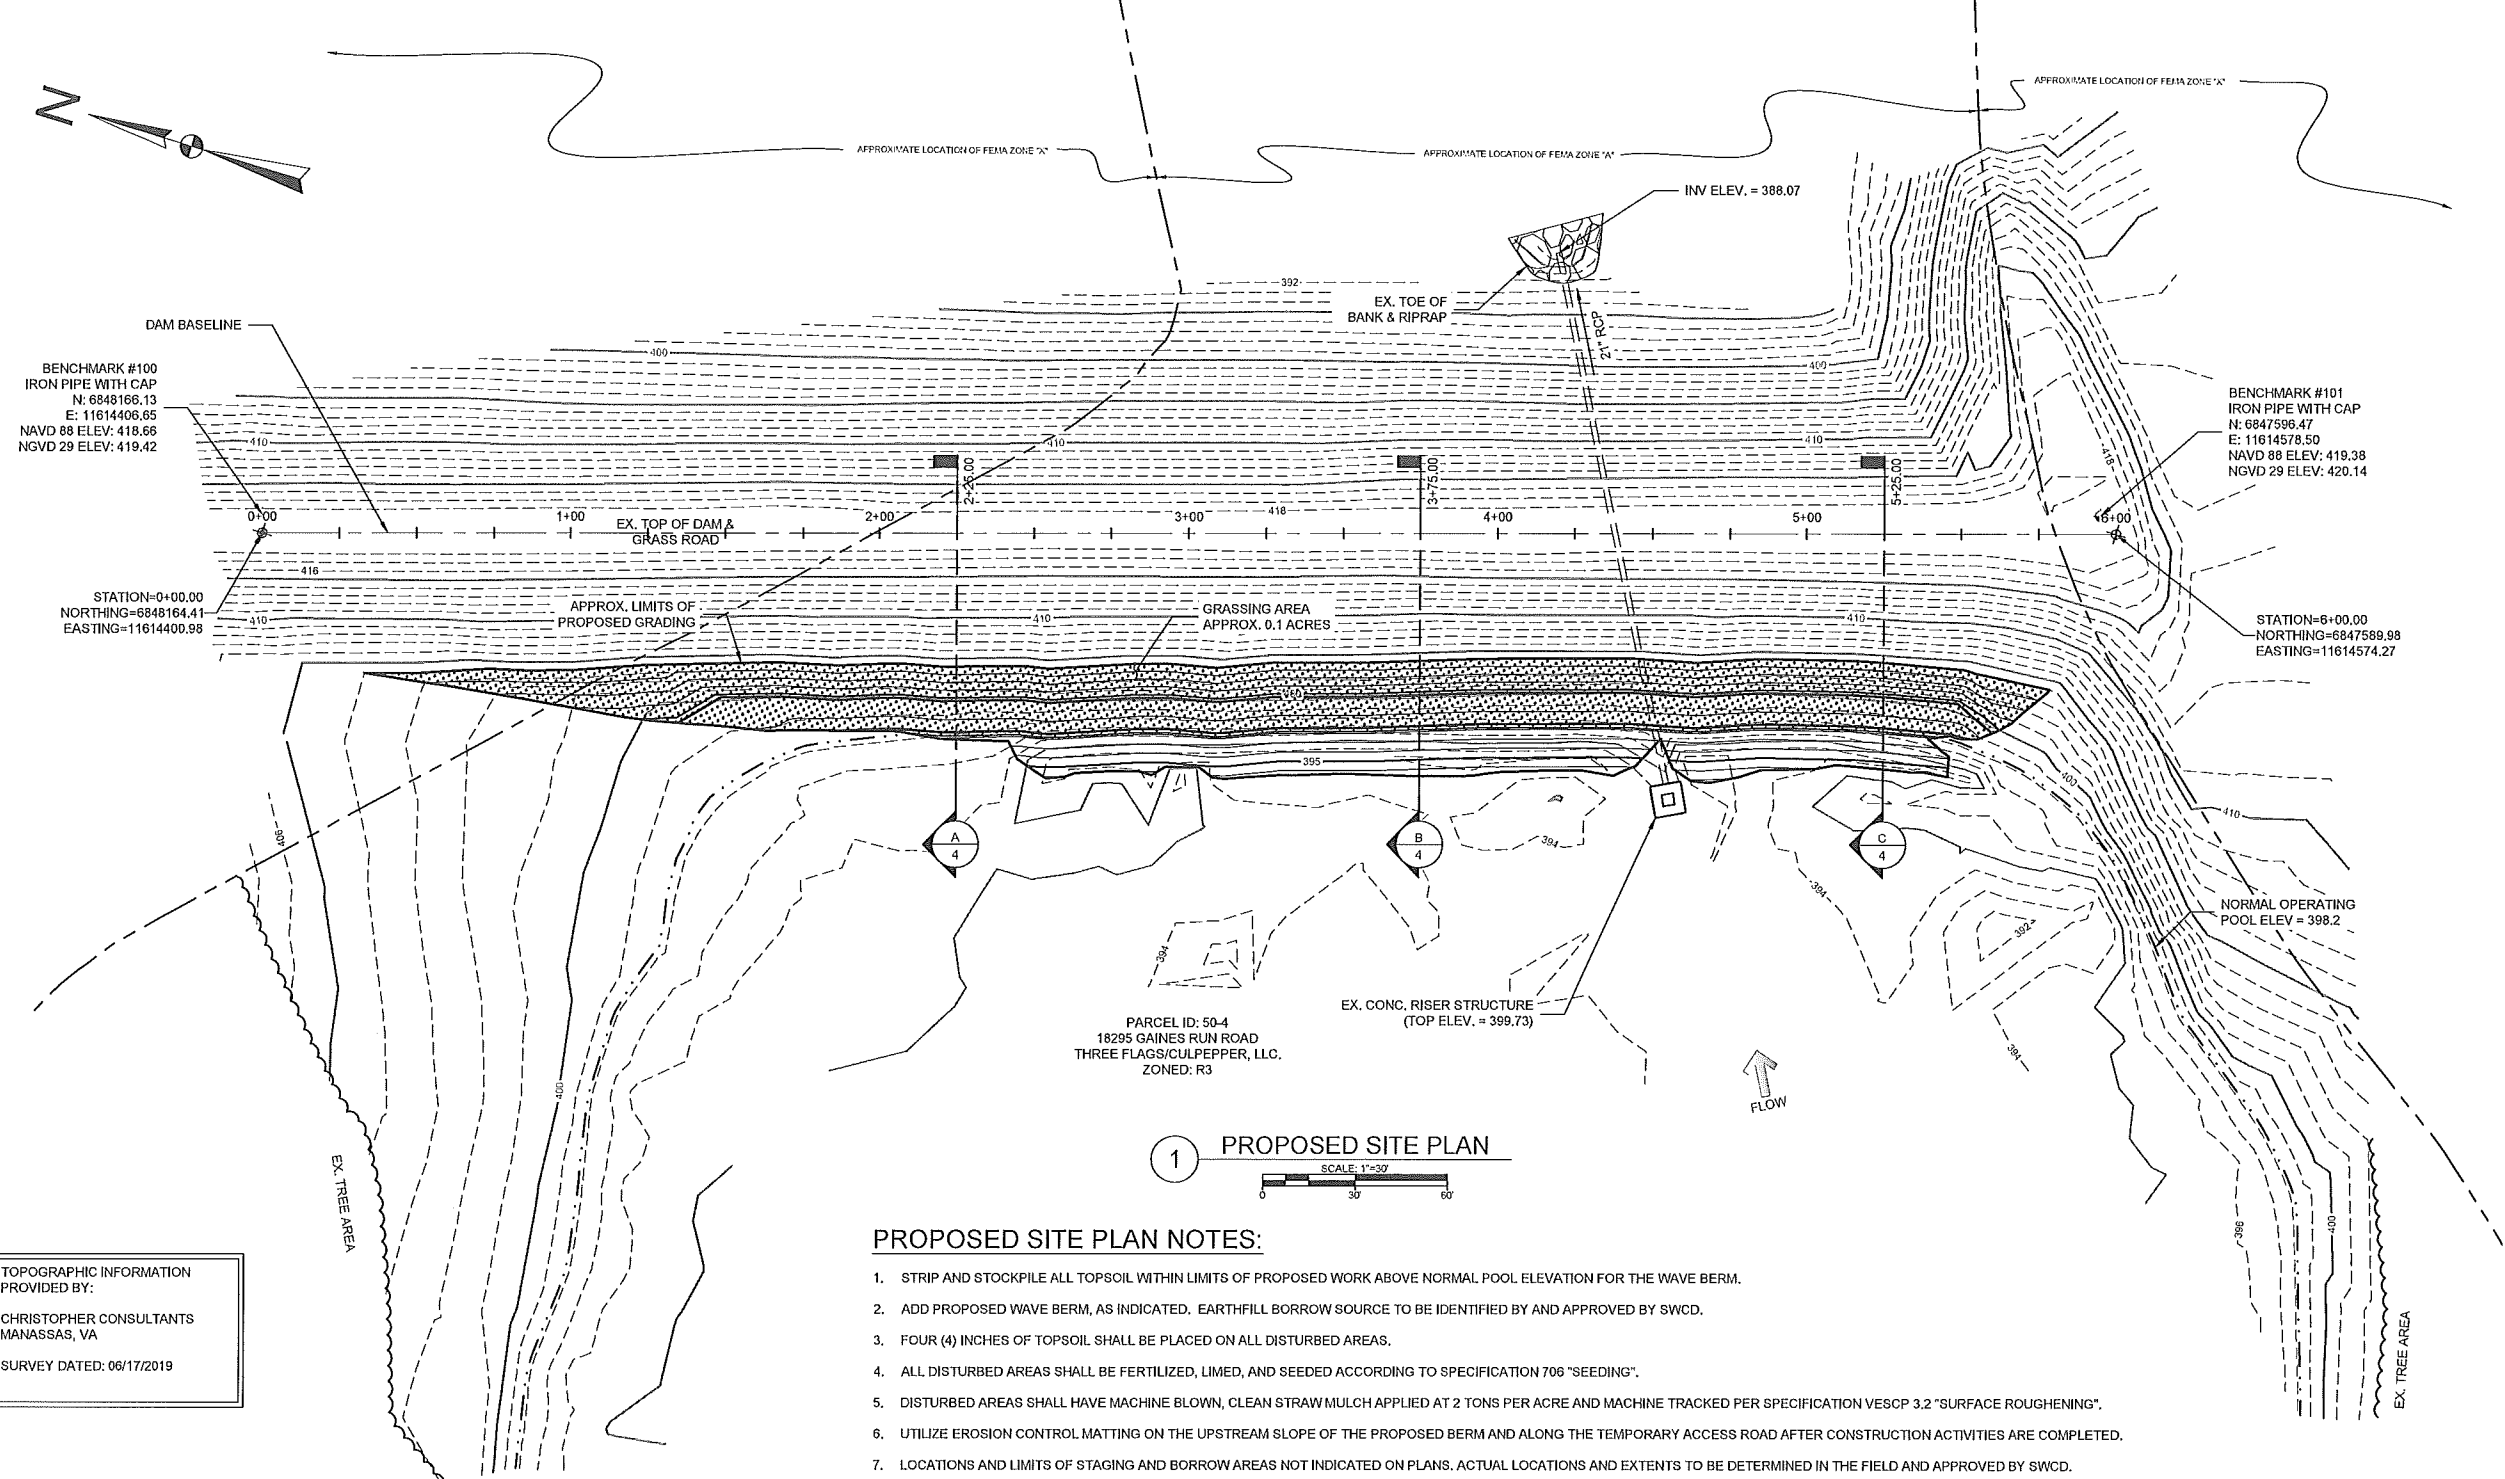 N
APPROXIMATE LOCATION OF FEMA ZONE "X"
APPROXIMATE LOCATION OF FEMA ZONE "A"
APPROXIMATE LOCATION OF FEMA ZONE "X"
INV ELEV. = 388.07
392
EX. TOE OF
BANK & RIPRAP
21" RCP
DAM BASELINE
400
400
BENCHMARK #100
IRON PIPE WITH CAP
N: 6848166.13
E: 11614406.65
NAVD 88 ELEV: 418.66
NGVD 29 ELEV: 419.42
BENCHMARK #101
IRON PIPE WITH CAP
N: 6847596.47
E: 11614578.50
NAVD 88 ELEV: 419.38
NGVD 29 ELEV: 420.14
410
410
410
418
2+25.00
3+75.00
5+25.00
418
0+00
1+00
2+00
3+00
4+00
5+00
6+00
EX. TOP OF DAM &
GRASS ROAD
416
STATION=0+00.00
NORTHING=6848164.41
EASTING=11614400.98
410
APPROX. LIMITS OF
PROPOSED GRADING
410
GRASSING AREA
APPROX. 0.1 ACRES
410
STATION=6+00.00
NORTHING=6847589.98
EASTING=11614574.27
395
400
410
406
A
4
B
4
C
4
394
394
394
392
394
NORMAL OPERATING
POOL ELEV = 398.2
EX. CONC. RISER STRUCTURE
(TOP ELEV. = 399.73)
PARCEL ID: 50-4
18295 GAINES RUN ROAD
THREE FLAGS/CULPEPPER, LLC.
ZONED: R3
FLOW
400
396
400
EX. TREE AREA
EX. TREE AREA
1 PROPOSED SITE PLAN
SCALE: 1"=30'
0 30' 60'
TOPOGRAPHIC INFORMATION
PROVIDED BY:
CHRISTOPHER CONSULTANTS
MANASSAS, VA
SURVEY DATED: 06/17/2019
PROPOSED SITE PLAN NOTES:
1. STRIP AND STOCKPILE ALL TOPSOIL WITHIN LIMITS OF PROPOSED WORK ABOVE NORMAL POOL ELEVATION FOR THE WAVE BERM.
2. ADD PROPOSED WAVE BERM, AS INDICATED. EARTHFILL BORROW SOURCE TO BE IDENTIFIED BY AND APPROVED BY SWCD.
3. FOUR (4) INCHES OF TOPSOIL SHALL BE PLACED ON ALL DISTURBED AREAS.
4. ALL DISTURBED AREAS SHALL BE FERTILIZED, LIMED, AND SEEDED ACCORDING TO SPECIFICATION 706 "SEEDING".
5. DISTURBED AREAS SHALL HAVE MACHINE BLOWN, CLEAN STRAW MULCH APPLIED AT 2 TONS PER ACRE AND MACHINE TRACKED PER SPECIFICATION VESCP 3.2 "SURFACE ROUGHENING".
6. UTILIZE EROSION CONTROL MATTING ON THE UPSTREAM SLOPE OF THE PROPOSED BERM AND ALONG THE TEMPORARY ACCESS ROAD AFTER CONSTRUCTION ACTIVITIES ARE COMPLETED.
7. LOCATIONS AND LIMITS OF STAGING AND BORROW AREAS NOT INDICATED ON PLANS. ACTUAL LOCATIONS AND EXTENTS TO BE DETERMINED IN THE FIELD AND APPROVED BY SWCD.